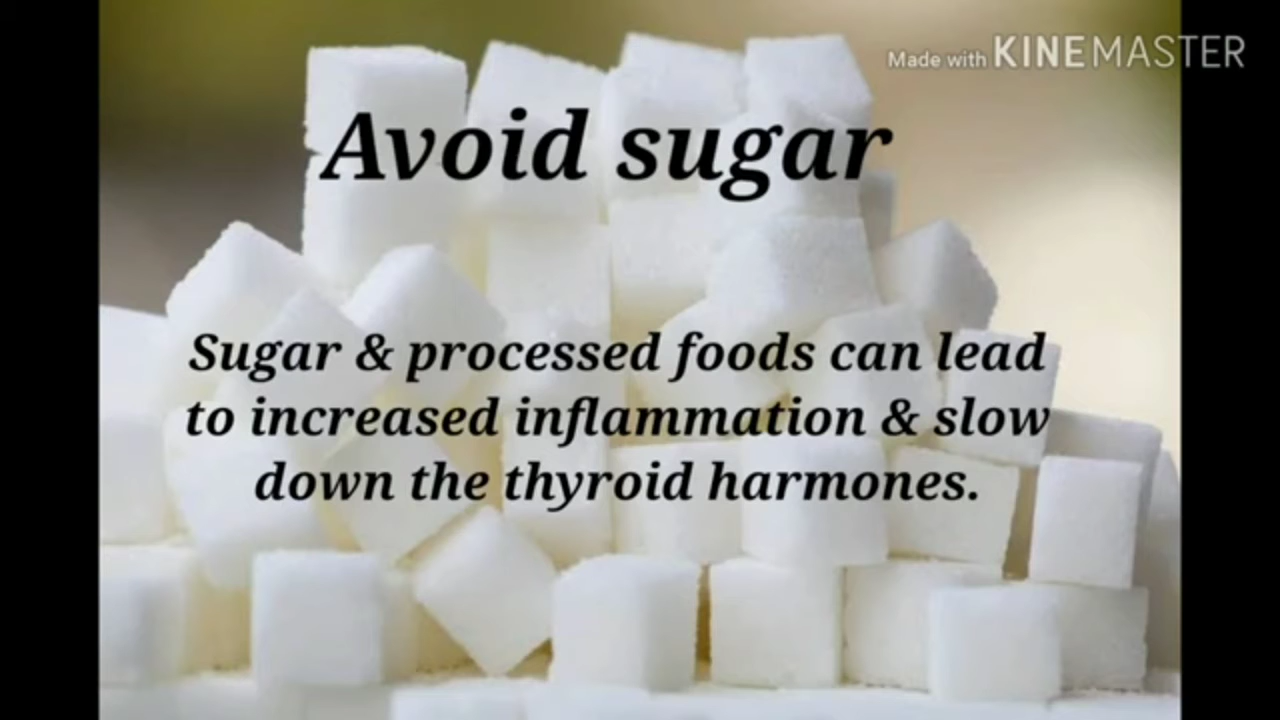 Made with KINEMASTER
Avoid sugar
Sugar & processed foods can lead
to increased inflammation & slow
down the thyroid harmones.